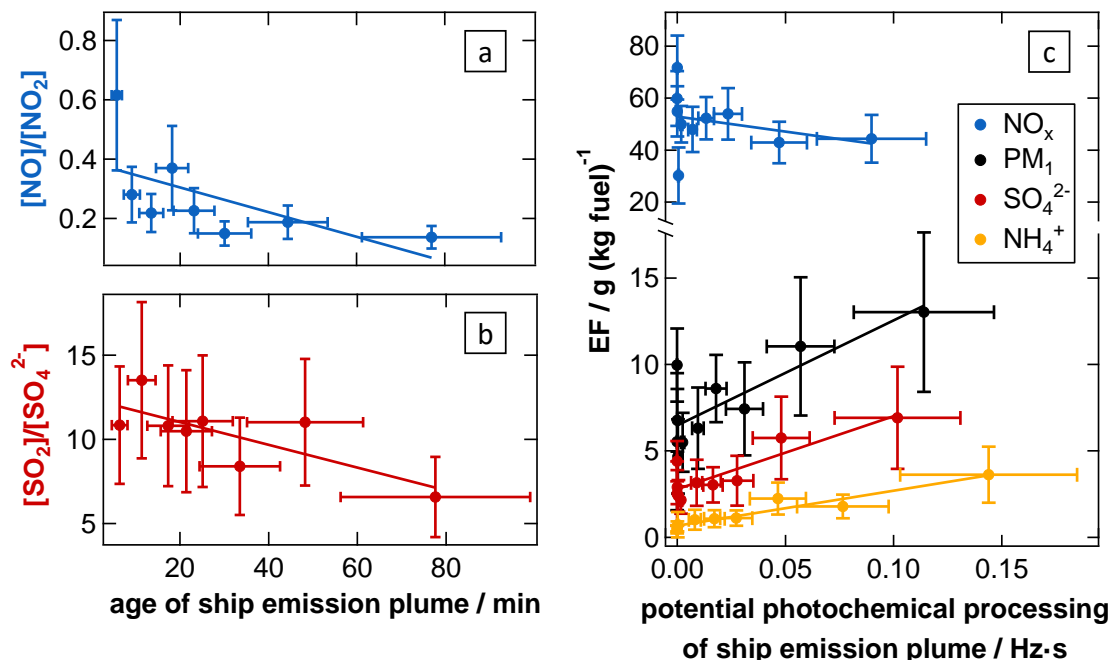 a
0.8
0.6
0.4
0.2
[NO]/[NO₂]
b
15
10
5
[SO₂]/[SO₄²⁻]
20 40 60 80
age of ship emission plume / min
c
80
60
40
20
15
10
5
0
EF / g (kg fuel)⁻¹
NOₓ
PM₁
SO₄²⁻
NH₄⁺
0.00 0.05 0.10 0.15
potential photochemical processing
of ship emission plume / Hz·s